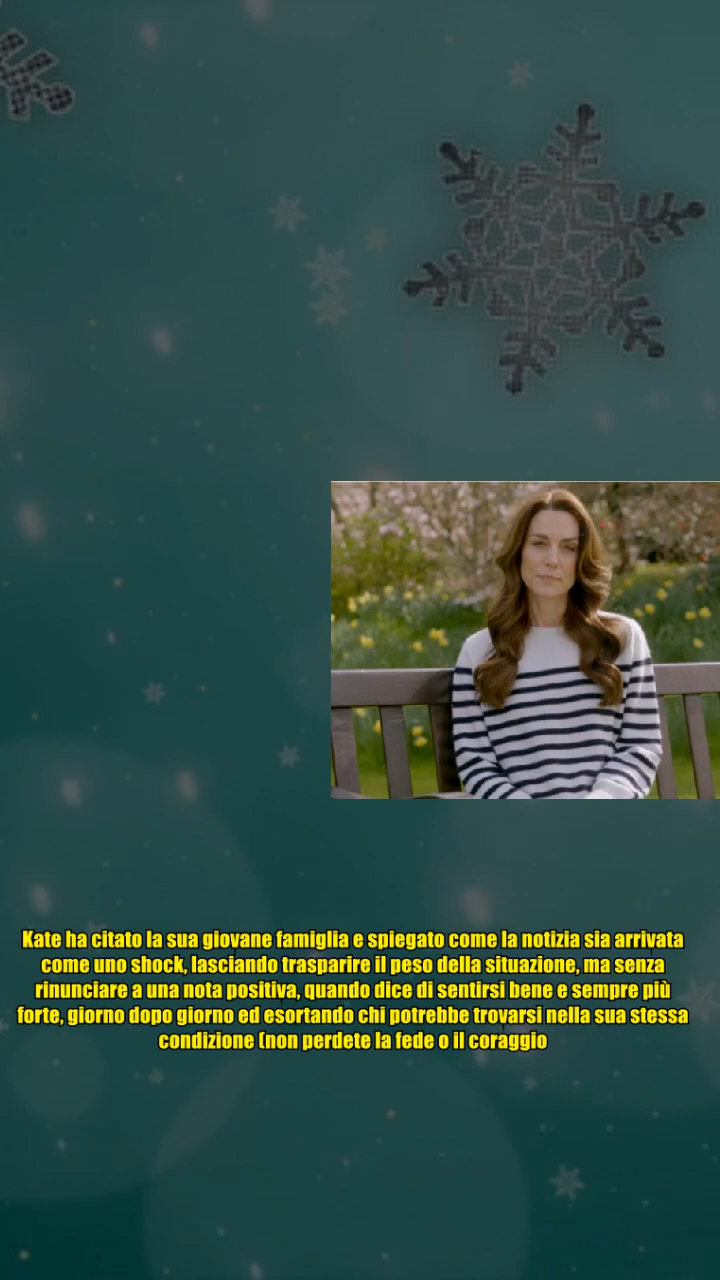 Kate ha citato la sua giovane famiglia e spiegato come la notizia sia arrivata
come uno shock, lasciando trasparire il peso della situazione, ma senza
rinunciare a una nota positiva, quando dice di sentirsi bene e sempre più
forte, giorno dopo giorno ed esortando chi potrebbe trovarsi nella sua stessa
condizione (non perdete la fede o il coraggio